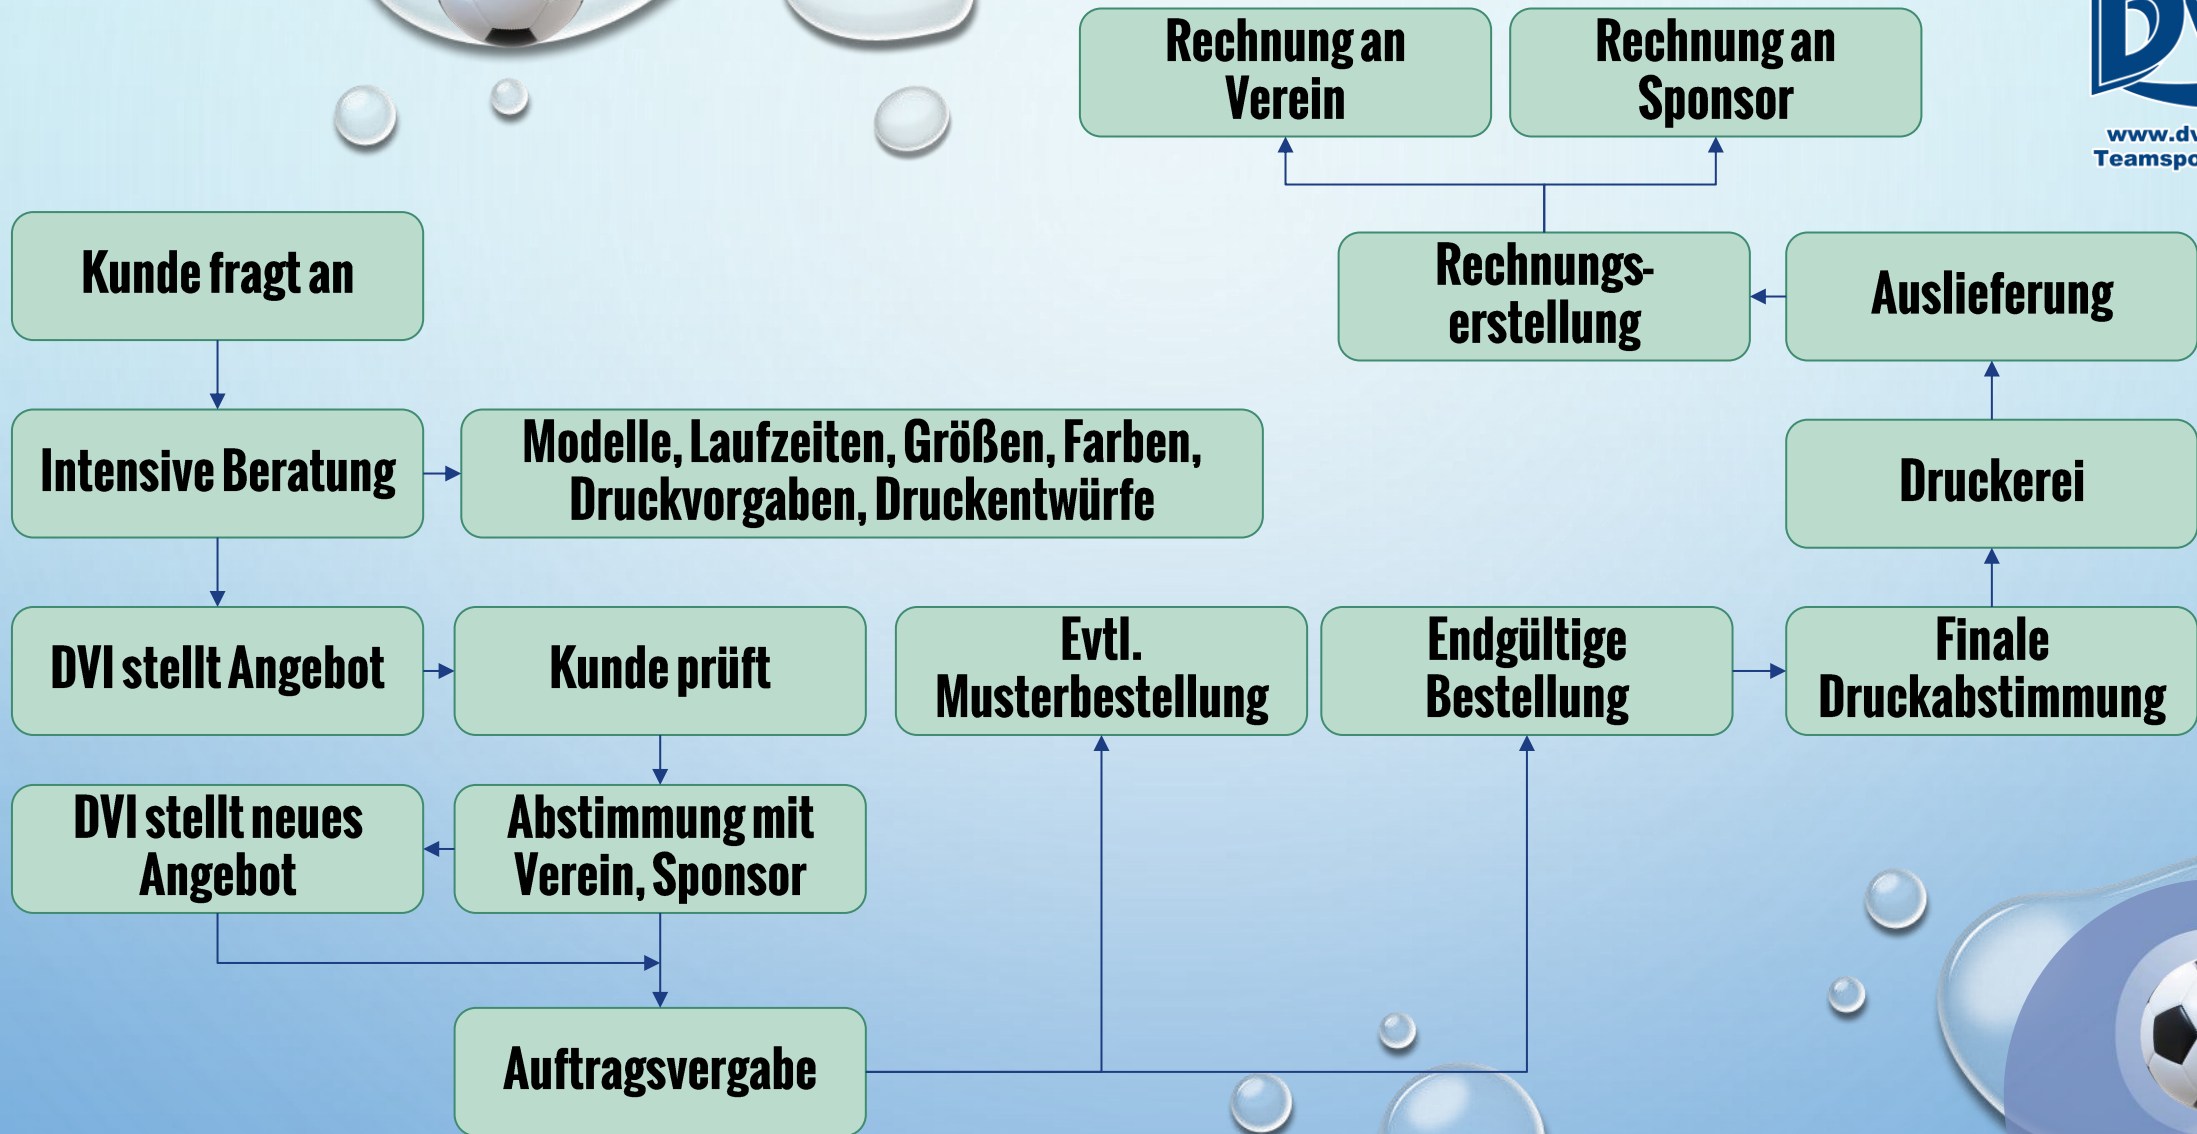 Rechnung an
Verein
Rechnung an
Sponsor
Kunde fragt an
Rechnungs-
erstellung
Auslieferung
Intensive Beratung
Modelle, Laufzeiten, Größen, Farben,
Druckvorgaben, Druckentwürfe
Druckerei
DVI stellt Angebot
Kunde prüft
Evtl.
Musterbestellung
Endgültige
Bestellung
Finale
Druckabstimmung
DVI stellt neues
Angebot
Abstimmung mit
Verein, Sponsor
Auftragsvergabe